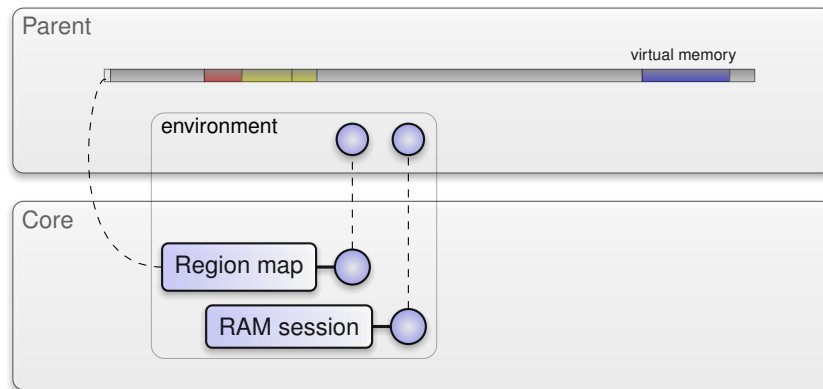 Parent
virtual memory
environment
Core
Region map
RAM session